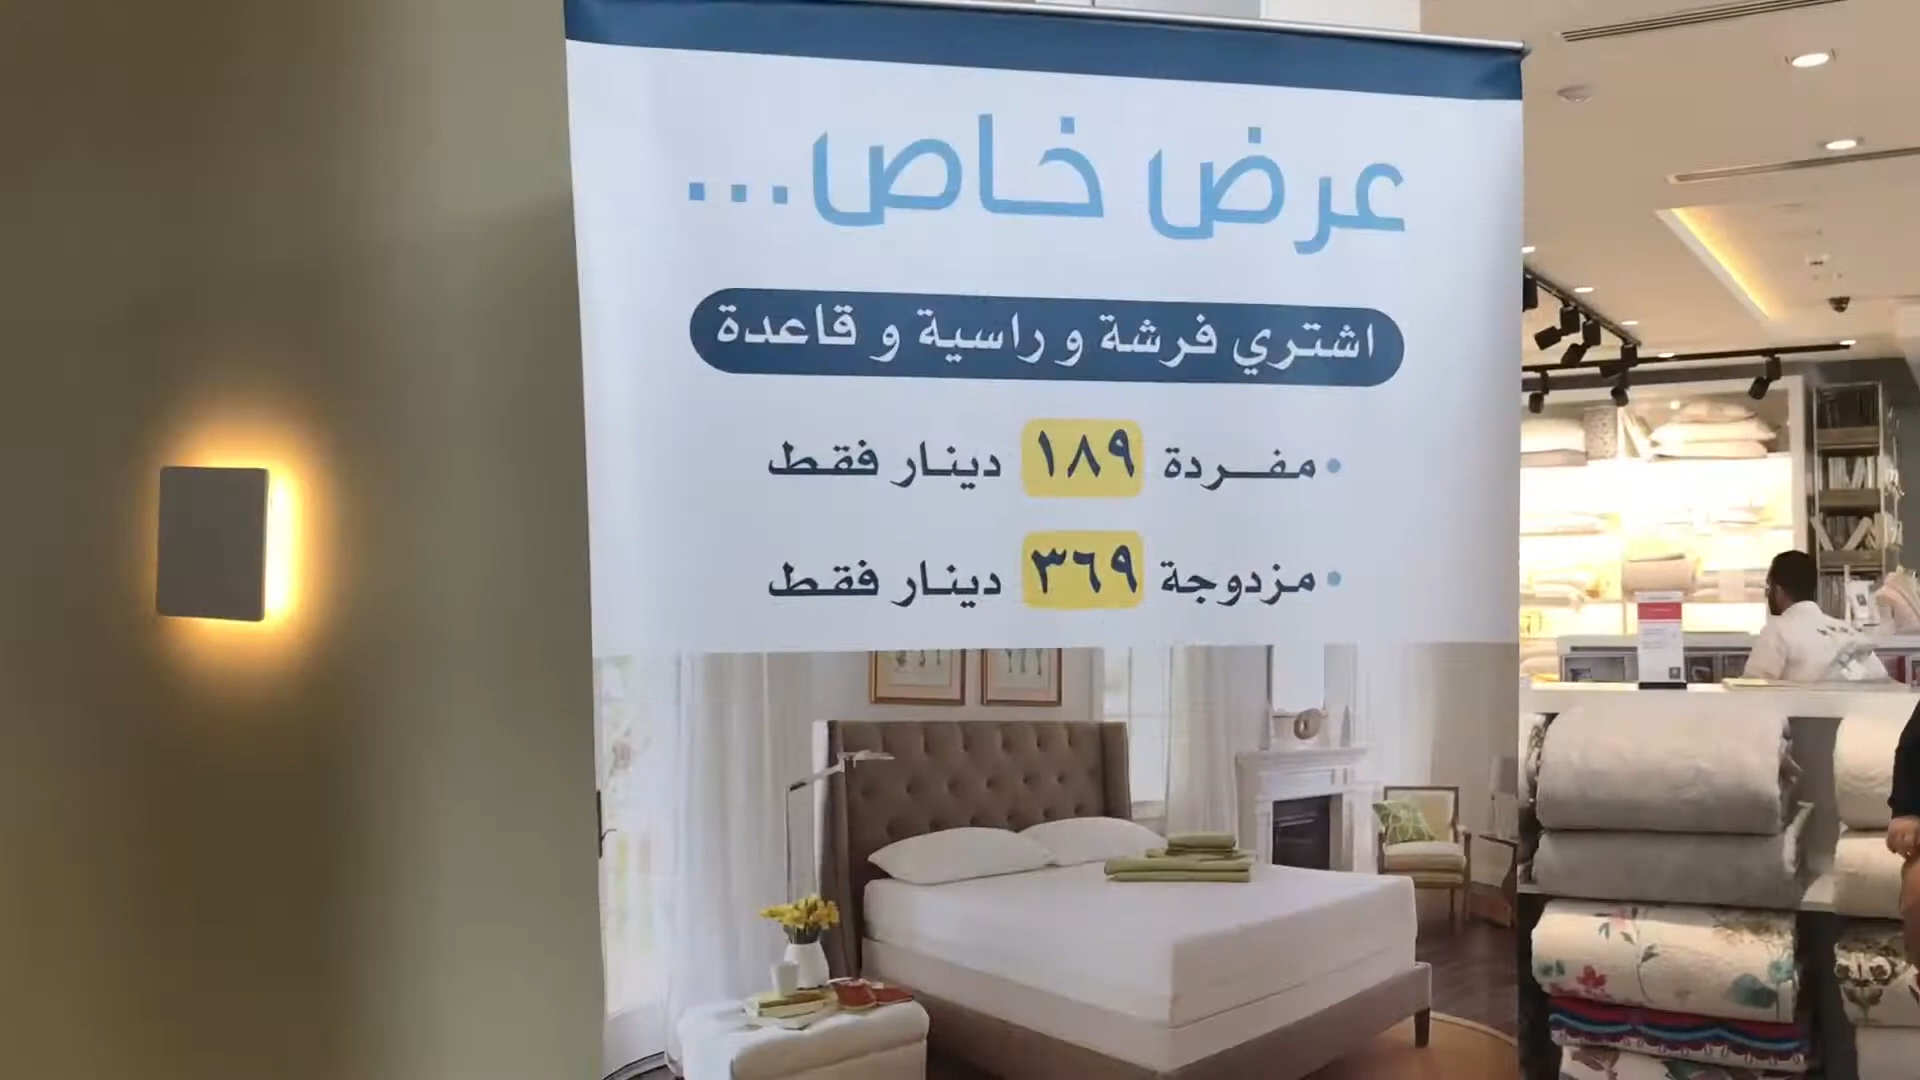 عرض خاص...
اشتري فرشة و راسية و قاعدة
• مفردة ١٨٩ دينار فقط
• مزدوجة ٣٦٩ دينار فقط